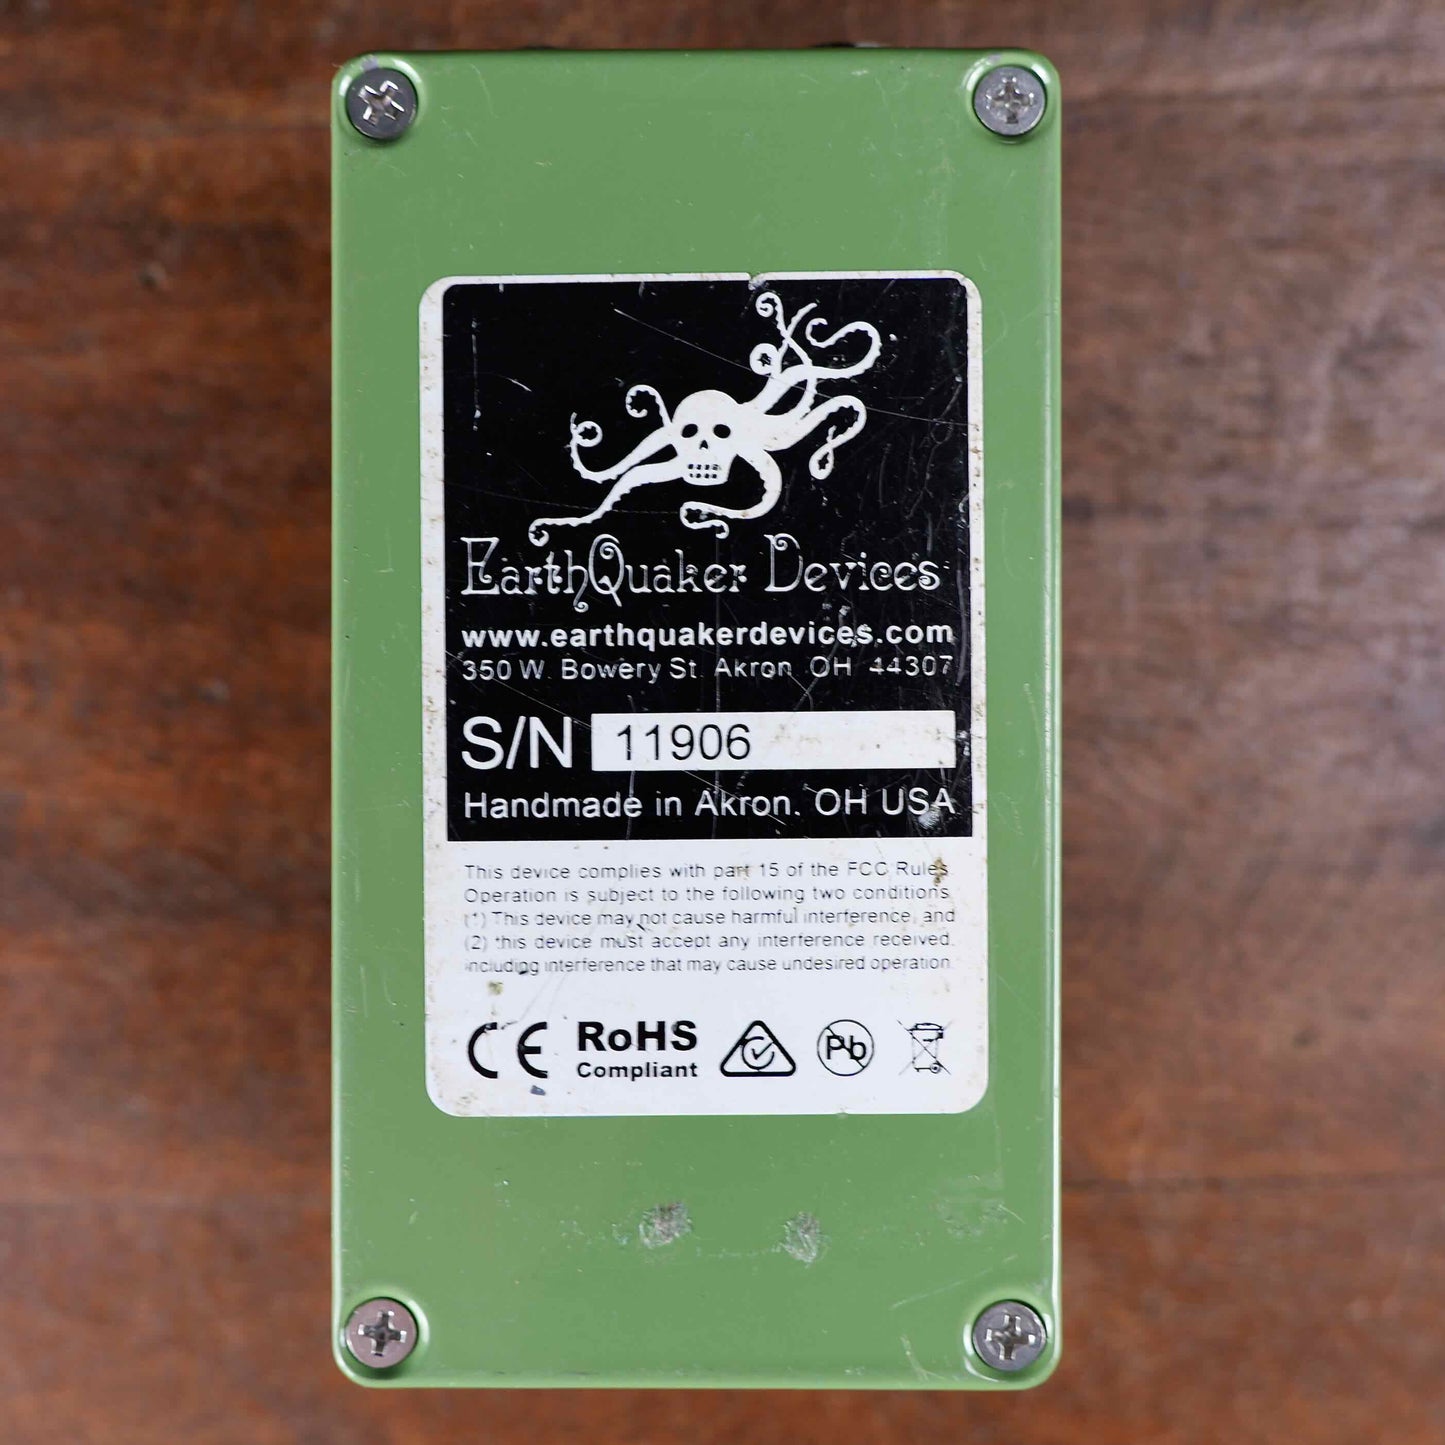 EarthQuaker Devices
www.earthquakerdevices.com
350 W. Bowery St. Akron OH 44307
S/N 11906
Handmade in Akron. OH USA
This device complies with part 15 of the FCC Rules
Operation is subject to the following two conditions
(1) This device may not cause harmful interference, and
(2) this device must accept any interference received,
including interference that may cause undesired operation
CE RoHS Compliant Pb